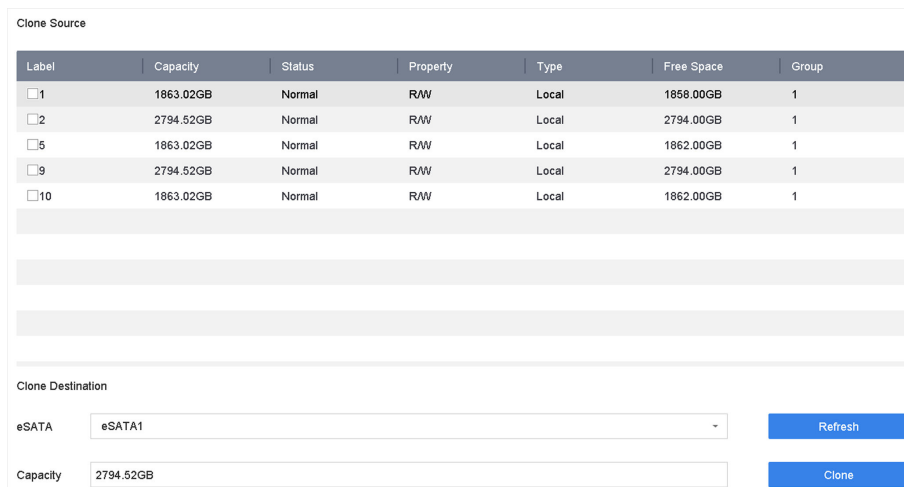 Clone Source
Label Capacity Status Property Type Free Space Group
1 1863.02GB Normal R/W Local 1858.00GB 1
2 2794.52GB Normal R/W Local 2794.00GB 1
5 1863.02GB Normal R/W Local 1862.00GB 1
9 2794.52GB Normal R/W Local 2794.00GB 1
10 1863.02GB Normal R/W Local 1862.00GB 1
Clone Destination
eSATA eSATA1 Refresh
Capacity 2794.52GB Clone